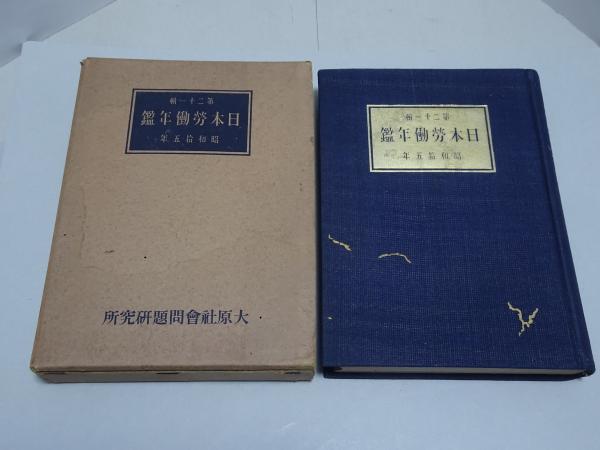 輯一十二第
鑑年働労本日
年五拾和昭
所究研題問會社原大
輯一十二第
鑑年働労本日
年五拾和昭